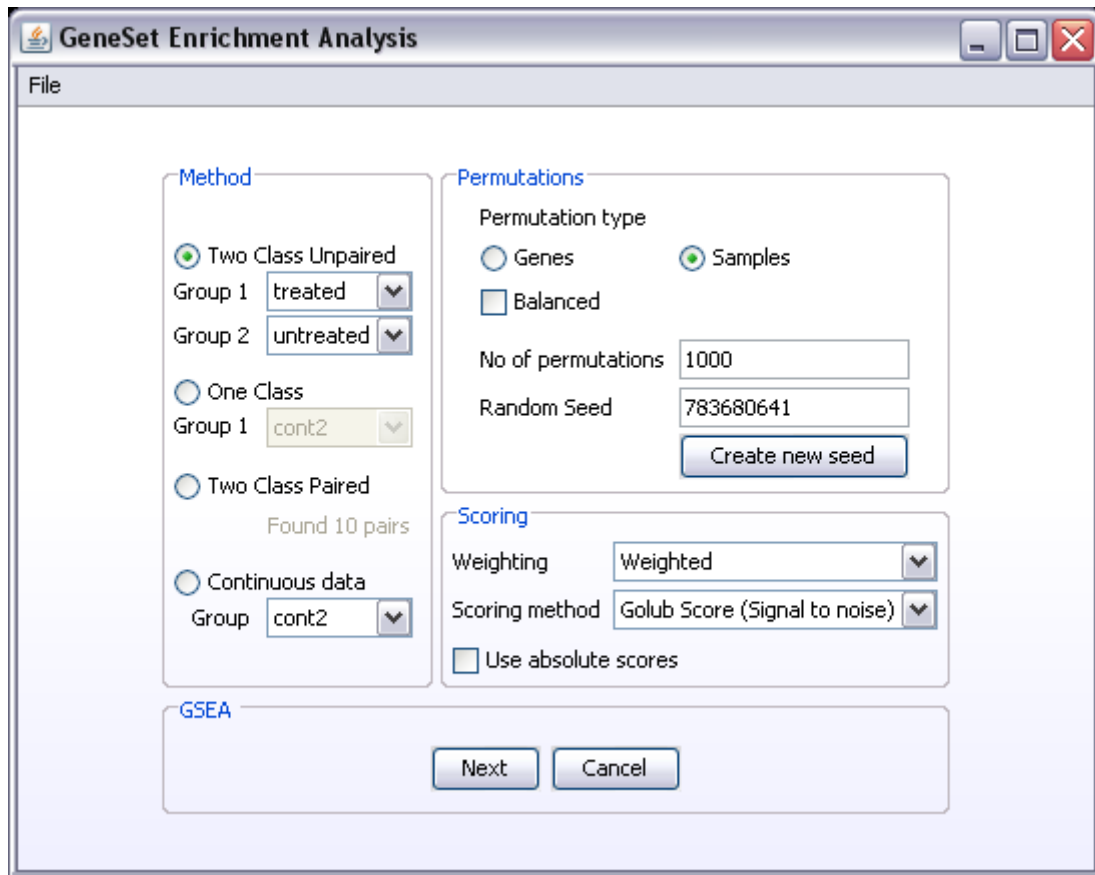 GeneSet Enrichment Analysis
File
Method
Two Class Unpaired
Group 1 treated
Group 2 untreated
One Class
Group 1 cont2
Two Class Paired
Found 10 pairs
Continuous data
Group cont2
Permutations
Permutation type
Genes Samples
Balanced
No of permutations 1000
Random Seed 783680641
Create new seed
Scoring
Weighting Weighted
Scoring method Golub Score (Signal to noise)
Use absolute scores
GSEA
Next Cancel